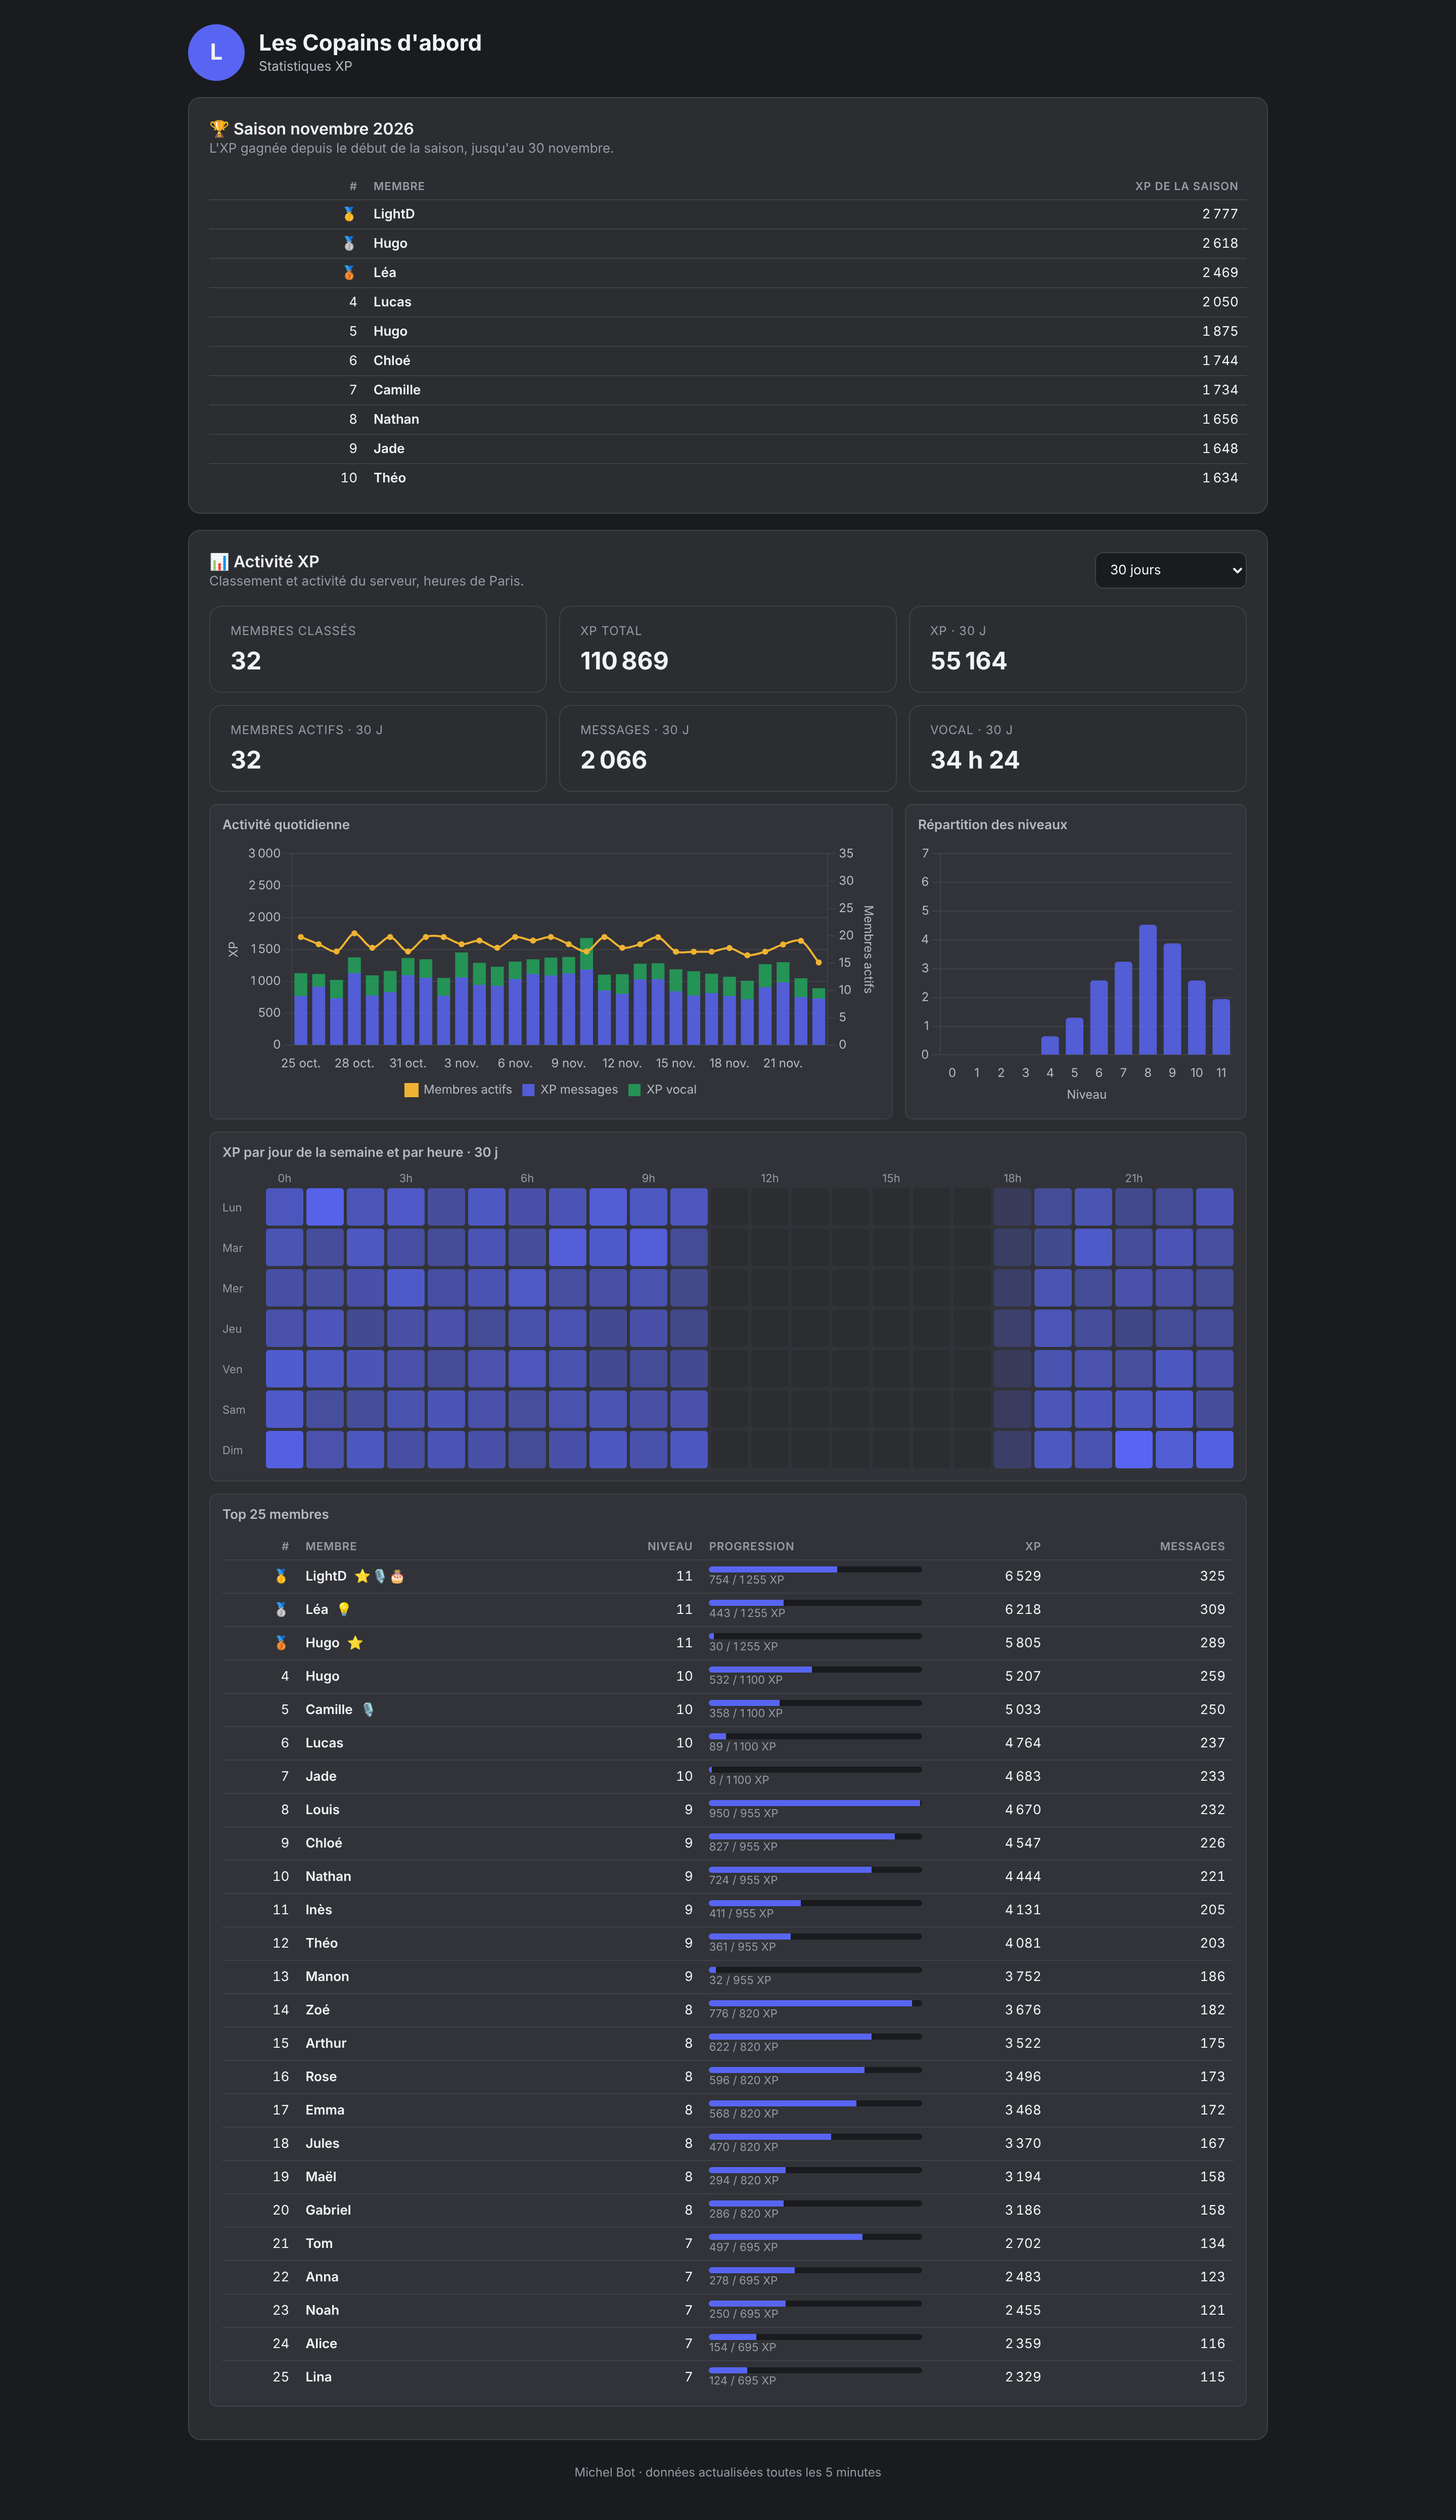 L
Les Copains d'abord
Statistiques XP
🏆 Saison novembre 2026
L'XP gagnée depuis le début de la saison, jusqu'au 30 novembre.
# MEMBRE XP DE LA SAISON
🥇 LightD 2 777
🥈 Hugo 2 618
🥉 Léa 2 469
4 Lucas 2 050
5 Hugo 1 875
6 Chloé 1 744
7 Camille 1 734
8 Nathan 1 656
9 Jade 1 648
10 Théo 1 634
📊 Activité XP
Classement et activité du serveur, heures de Paris.
30 jours
MEMBRES CLASSÉS XP TOTAL XP · 30 J
32 110 869 55 164
MEMBRES ACTIFS · 30 J MESSAGES · 30 J VOCAL · 30 J
32 2 066 34 h 24
Activité quotidienne
3 000
2 500
2 000
1 500
1 000
500
0
XP
35
30
25
20
15
10
5
0
Membres actifs
25 oct. 28 oct. 31 oct. 3 nov. 6 nov. 9 nov. 12 nov. 15 nov. 18 nov. 21 nov.
Membres actifs XP messages XP vocal
Répartition des niveaux
7
6
5
4
3
2
1
0
0 1 2 3 4 5 6 7 8 9 10 11
Niveau
XP par jour de la semaine et par heure · 30 j
0h 3h 6h 9h 12h 15h 18h 21h
Lun
Mar
Mer
Jeu
Ven
Sam
Dim
Top 25 membres
# MEMBRE NIVEAU PROGRESSION XP MESSAGES
🥇 LightD ⭐🎙️🎂 11 754 / 1 255 XP 6 529 325
🥈 Léa 💡 11 443 / 1 255 XP 6 218 309
🥉 Hugo ⭐ 11 30 / 1 255 XP 5 805 289
4 Hugo 10 532 / 1 100 XP 5 207 259
5 Camille 🎙️ 10 358 / 1 100 XP 5 033 250
6 Lucas 10 89 / 1 100 XP 4 764 237
7 Jade 10 8 / 1 100 XP 4 683 233
8 Louis 9 950 / 955 XP 4 670 232
9 Chloé 9 827 / 955 XP 4 547 226
10 Nathan 9 724 / 955 XP 4 444 221
11 Inès 9 411 / 955 XP 4 131 205
12 Théo 9 361 / 955 XP 4 081 203
13 Manon 9 32 / 955 XP 3 752 186
14 Zoé 8 776 / 820 XP 3 676 182
15 Arthur 8 622 / 820 XP 3 522 175
16 Rose 8 596 / 820 XP 3 496 173
17 Emma 8 568 / 820 XP 3 468 172
18 Jules 8 470 / 820 XP 3 370 167
19 Maël 8 294 / 820 XP 3 194 158
20 Gabriel 8 286 / 820 XP 3 186 158
21 Tom 7 497 / 695 XP 2 702 134
22 Anna 7 278 / 695 XP 2 483 123
23 Noah 7 250 / 695 XP 2 455 121
24 Alice 7 154 / 695 XP 2 359 116
25 Lina 7 124 / 695 XP 2 329 115
Michel Bot · données actualisées toutes les 5 minutes